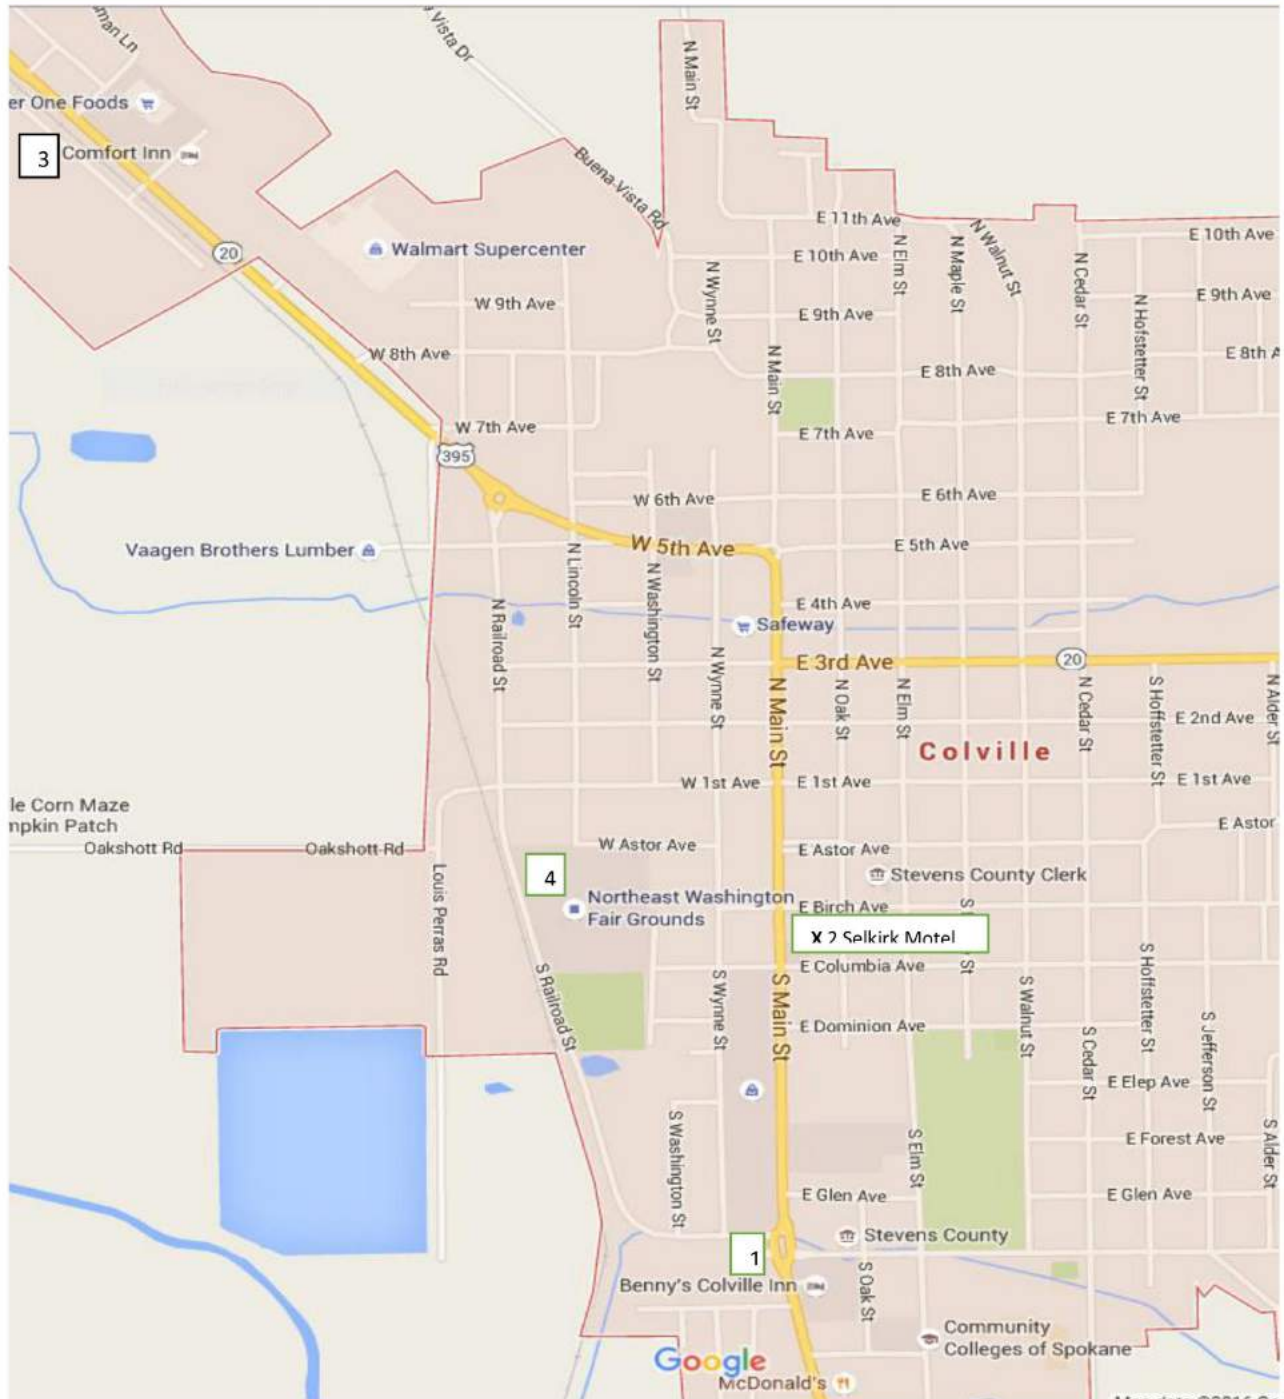 man Ln
y Vista Dr
N Main St
er One Foods
3
Comfort Inn
Buena Vista Rd
E 11th Ave
N Walnut St
E 10th Ave
20
Walmart Supercenter
E 10th Ave
N Elm St
N Maple St
N Cedar St
N Wynne St
W 9th Ave
E 9th Ave
E 9th Ave
N Hofstetter St
W 8th Ave
N Main St
E 8th Ave
E 8th A
W 7th Ave
E 7th Ave
E 7th Ave
395
W 6th Ave
E 6th Ave
Vaagen Brothers Lumber
W 5th Ave
E 5th Ave
N Lincoln St
N Washington St
N Railroad St
E 4th Ave
Safeway
N Wynne St
E 3rd Ave
20
N Main St
N Oak St
N Elm St
N Cedar St
S Hoffstetter St
N Alder St
E 2nd Ave
Colville
W 1st Ave
E 1st Ave
E 1st Ave
le Corn Maze
mpkin Patch
Oakshott Rd
Oakshott Rd
W Astor Ave
E Astor Ave
E Astor
4
Louis Perras Rd
Stevens County Clerk
Northeast Washington
Fair Grounds
E Birch Ave
X 2 Selkirk Motel
E Columbia Ave
S Railroad St
S Wynne St
S Main St
S Walnut St
S Hoffstetter St
E Dominion Ave
S Cedar St
S Jefferson St
E Elep Ave
S Washington St
S Elm St
E Forest Ave
S Alder St
E Glen Ave
E Glen Ave
1
Stevens County
Benny's Colville Inn
S Oak St
Community
Colleges of Spokane
Google
McDonald's